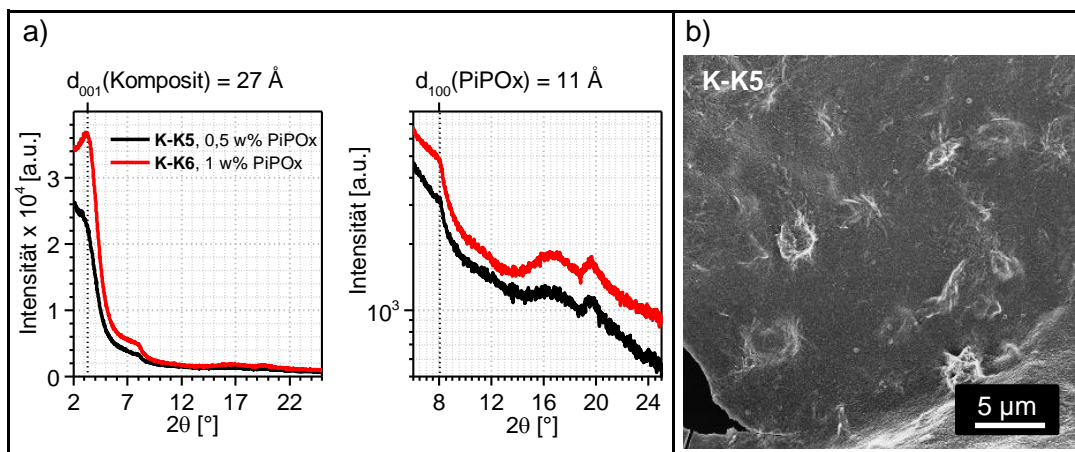 a)
d001(Komposit) = 27 Å
Intensität x 10^4 [a.u.]
3
2
1
0
K-K5, 0,5 w% PiPOx
K-K6, 1 w% PiPOx
2 7 12 17 22
2θ [°]
d100(PiPOx) = 11 Å
Intensität [a.u.]
10^3
8 12 16 20 24
2θ [°]
b)
K-K5
5 µm